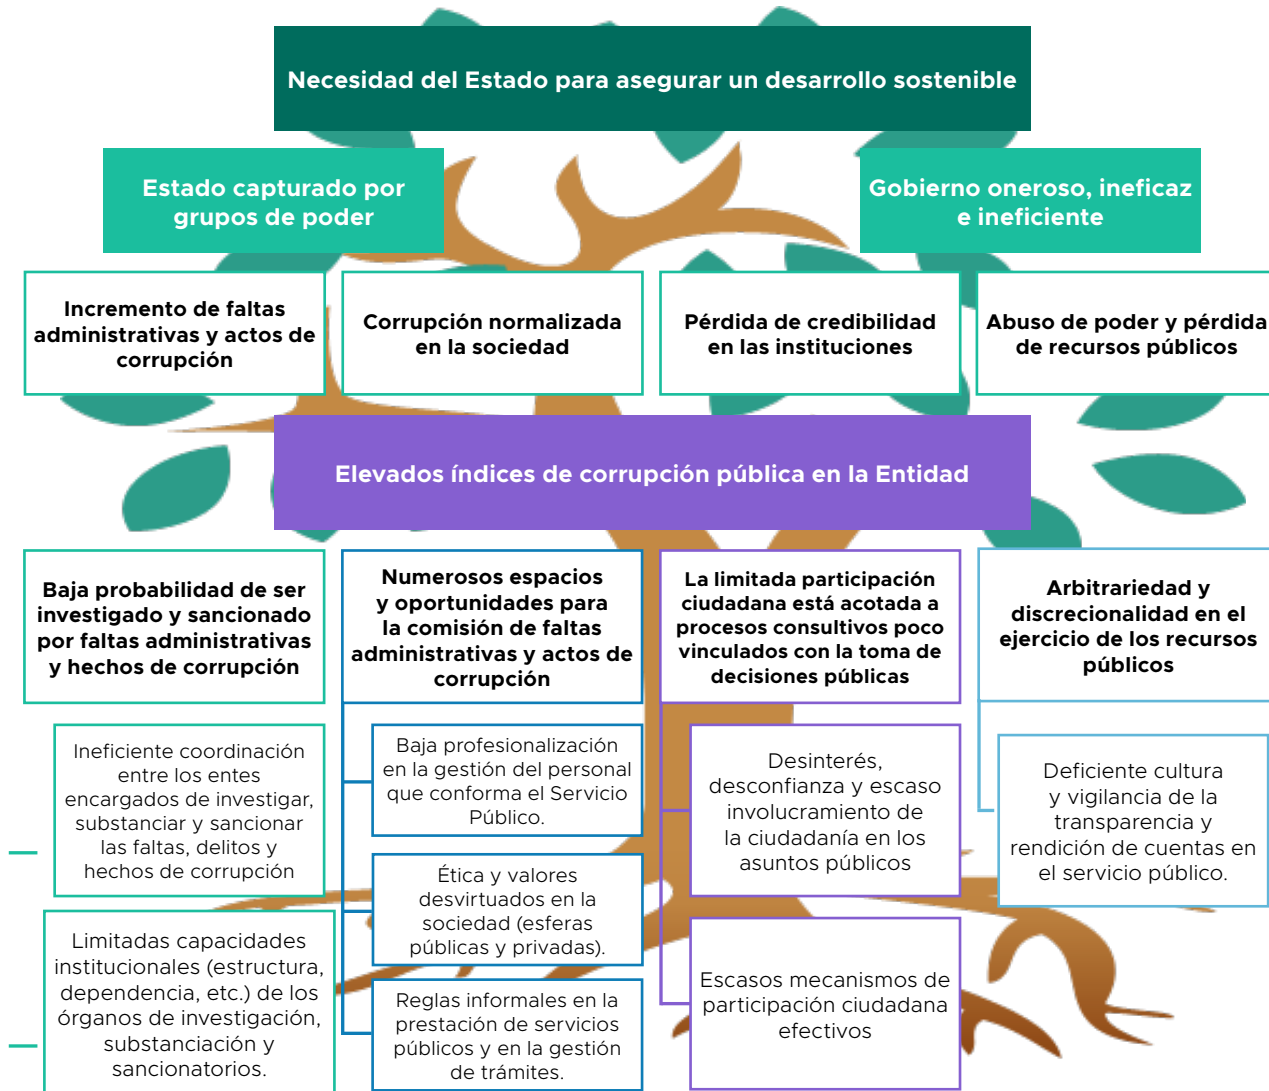 Necesidad del Estado para asegurar un desarrollo sostenible
Estado capturado por
grupos de poder
Gobierno oneroso, ineficaz
e ineficiente
Incremento de faltas
administrativas y actos de
corrupción
Corrupción normalizada
en la sociedad
Pérdida de credibilidad
en las instituciones
Abuso de poder y pérdida
de recursos públicos
Elevados índices de corrupción pública en la Entidad
Baja probabilidad de ser
investigado y sancionado
por faltas administrativas
y hechos de corrupción
Numerosos espacios
y oportunidades para
la comisión de faltas
administrativas y actos de
corrupción
La limitada participación
ciudadana está acotada a
procesos consultivos poco
vinculados con la toma de
decisiones públicas
Arbitrariedad y
discrecionalidad en el
ejercicio de los recursos
públicos
Ineficiente coordinación
entre los entes
encargados de investigar,
substanciar y sancionar
las faltas, delitos y
hechos de corrupción
Limitadas capacidades
institucionales (estructura,
dependencia, etc.) de los
órganos de investigación,
substanciación y
sancionatorios.
Baja profesionalización
en la gestión del personal
que conforma el Servicio
Público.
Ética y valores
desvirtuados en la
sociedad (esferas
públicas y privadas).
Reglas informales en la
prestación de servicios
públicos y en la gestión
de trámites.
Desinterés,
desconfianza y escaso
involucramiento de
la ciudadanía en los
asuntos públicos
Escasos mecanismos de
participación ciudadana
efectivos
Deficiente cultura
y vigilancia de la
transparencia y
rendición de cuentas en
el servicio público.